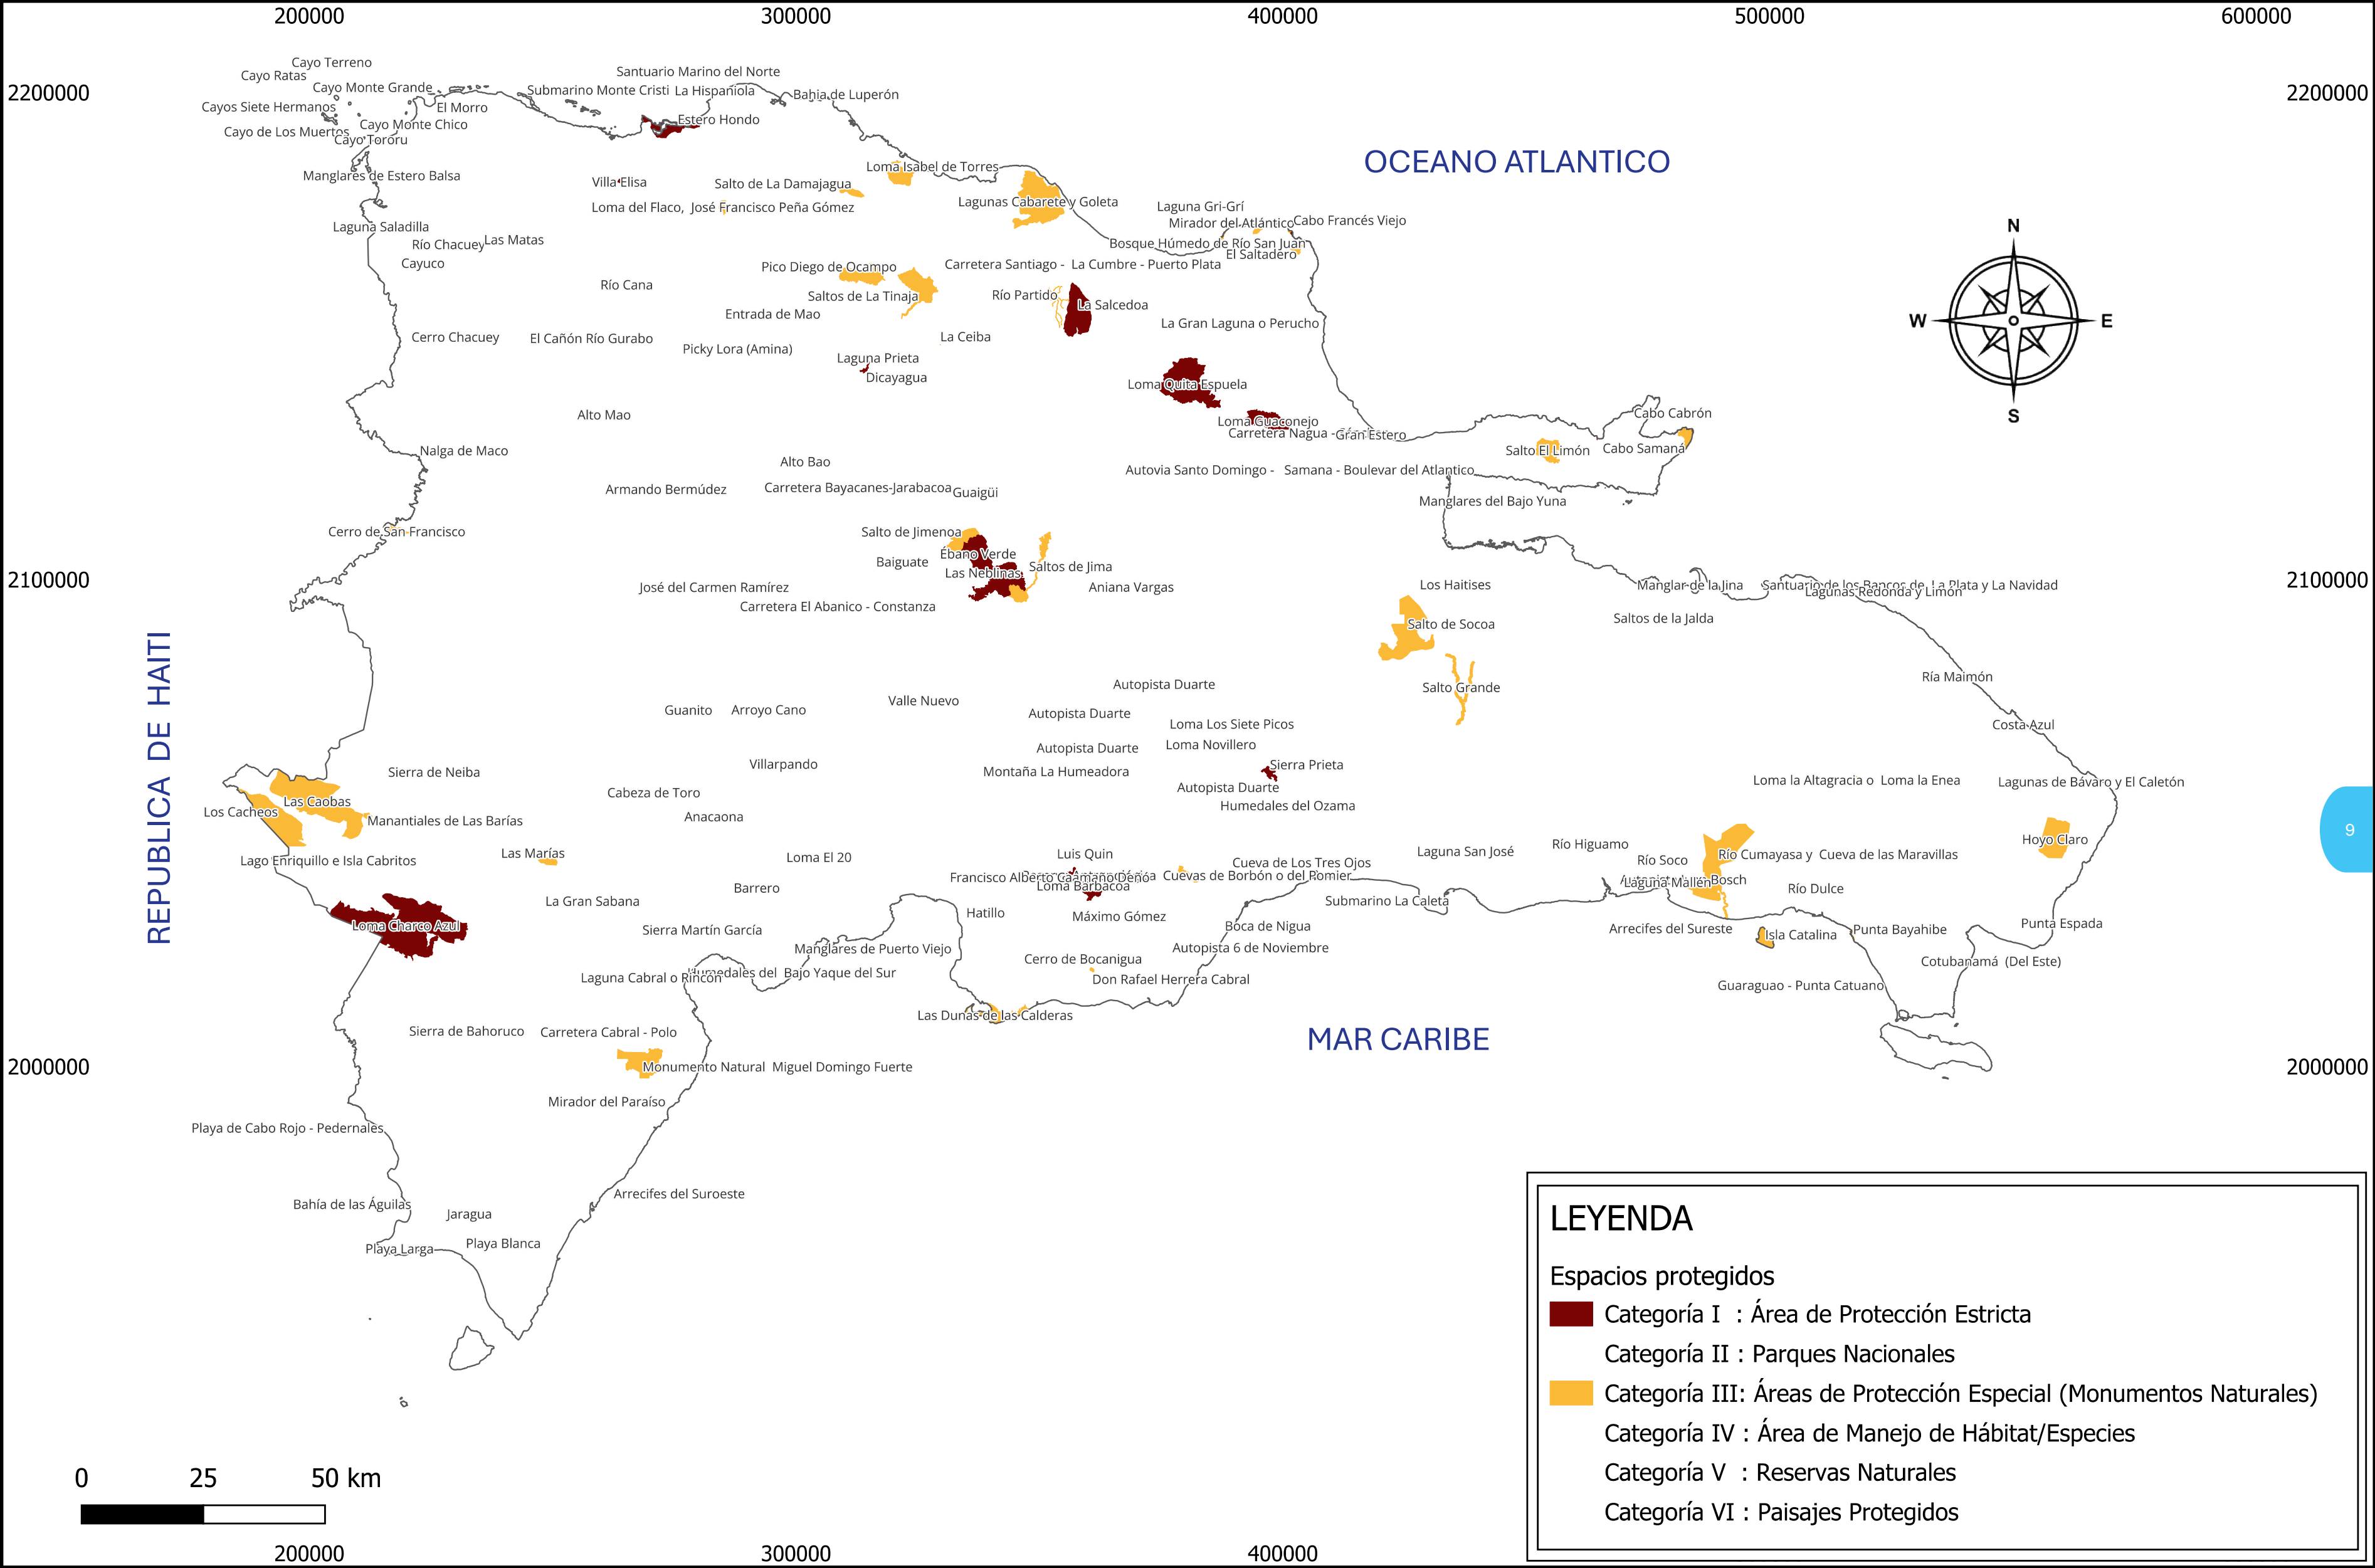 200000 300000 400000 500000 600000
2200000 2200000
Cayo Terreno
Cayo Ratas
Cayo Monte Grande
Cayos Siete Hermanos
El Morro
Cayo Monte Chico
Cayo de Los Muertos
Cayo Tororu
Santuario Marino del Norte
Submarino Monte Cristi
La Hispaniola
Bahia de Luperón
Estero Hondo
OCEANO ATLANTICO
Manglares de Estero Balsa
Villa Elisa
Salto de La Damajagua
Loma Isabel de Torres
Loma del Flaco, José Francisco Peña Gómez
Lagunas Cabarete y Goleta
Laguna Gri-Grí
Mirador del Atlántico
Cabo Francés Viejo
Laguna Saladilla
Río Chacuey
Las Matas
Cayuco
Bosque Húmedo de Río San Juan
El Saltadero
Pico Diego de Ocampo
Carretera Santiago - La Cumbre - Puerto Plata
Río Cana
Saltos de La Tinaja
Río Partido
La Salcedoa
Entrada de Mao
La Gran Laguna o Perucho
Cerro Chacuey
El Cañón Río Gurabo
Picky Lora (Amina)
La Ceiba
Laguna Prieta
Dicayagua
Loma Quita Espuela
N
W
E
S
Alto Mao
Loma Guaconejo
Carretera Nagua -
Gran Estero
Cabo Cabrón
Salto El Limón
Cabo Samaná
Nalga de Maco
Alto Bao
Autovia Santo Domingo - Samana - Boulevar del Atlantico
Armando Bermúdez
Carretera Bayacanes-Jarabacoa
Guaigüi
Manglares del Bajo Yuna
Cerro de San Francisco
Salto de Jimenoa
Ébano Verde
Baiguate
Las Neblinas
Saltos de Jima
2100000 2100000
José del Carmen Ramírez
Aniana Vargas
Los Haitises
Manglar de la Jina
Santuario de los Bancos de La Plata y La Navidad
Lagunas Redonda y Limón
Carretera El Abanico - Constanza
Salto de Socoa
Saltos de la Jalda
REPUBLICA DE HAITI
Autopista Duarte
Salto Grande
Ría Maimón
Valle Nuevo
Guanito
Arroyo Cano
Autopista Duarte
Loma Los Siete Picos
Costa Azul
Autopista Duarte
Loma Novillero
Sierra de Neiba
Villarpando
Montaña La Humeadora
Sierra Prieta
Autopista Duarte
Loma la Altagracia o Loma la Enea
Lagunas de Bávaro y El Caletón
Las Caobas
Los Cacheos
Cabeza de Toro
Humedales del Ozama
Manantiales de Las Barías
Anacaona
9
Hoyo Claro
Lago Enriquillo e Isla Cabritos
Las Marías
Loma El 20
Luis Quin
Cueva de Los Tres Ojos
Laguna San José
Río Higuamo
Río Soco
Río Cumayasa y Cueva de las Maravillas
Francisco Alberto Caamaño Deñó
Cuevas de Borbón o del Pomier
Loma Barbacoa
Laguna Mallén
Bosch
Río Dulce
Barrero
La Gran Sabana
Hatillo
Máximo Gómez
Submarino La Caleta
Loma Charco Azul
Sierra Martín García
Boca de Nigua
Arrecifes del Sureste
Isla Catalina
Punta Bayahibe
Punta Espada
Manglares de Puerto Viejo
Autopista 6 de Noviembre
Cerro de Bocanigua
Cotubanamá (Del Este)
Laguna Cabral o Rincón
Humedales del Bajo Yaque del Sur
Don Rafael Herrera Cabral
Guaraguao - Punta Catuano
Las Dunas de las Calderas
Sierra de Bahoruco
Carretera Cabral - Polo
MAR CARIBE
2000000 2000000
Monumento Natural Miguel Domingo Fuerte
Mirador del Paraíso
Playa de Cabo Rojo - Pedernales
Arrecifes del Suroeste
Bahía de las Águilas
Jaragua
Playa Larga
Playa Blanca
LEYENDA
Espacios protegidos
Categoría I : Área de Protección Estricta
Categoría II : Parques Nacionales
Categoría III: Áreas de Protección Especial (Monumentos Naturales)
Categoría IV : Área de Manejo de Hábitat/Especies
Categoría V : Reservas Naturales
Categoría VI : Paisajes Protegidos
0 25 50 km
200000 300000 400000